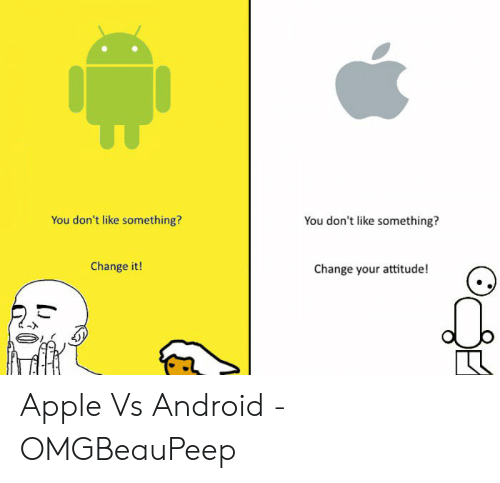 You don't like something?
Change it!
You don't like something?
Change your attitude!
Apple Vs Android -
OMGBeauPeep